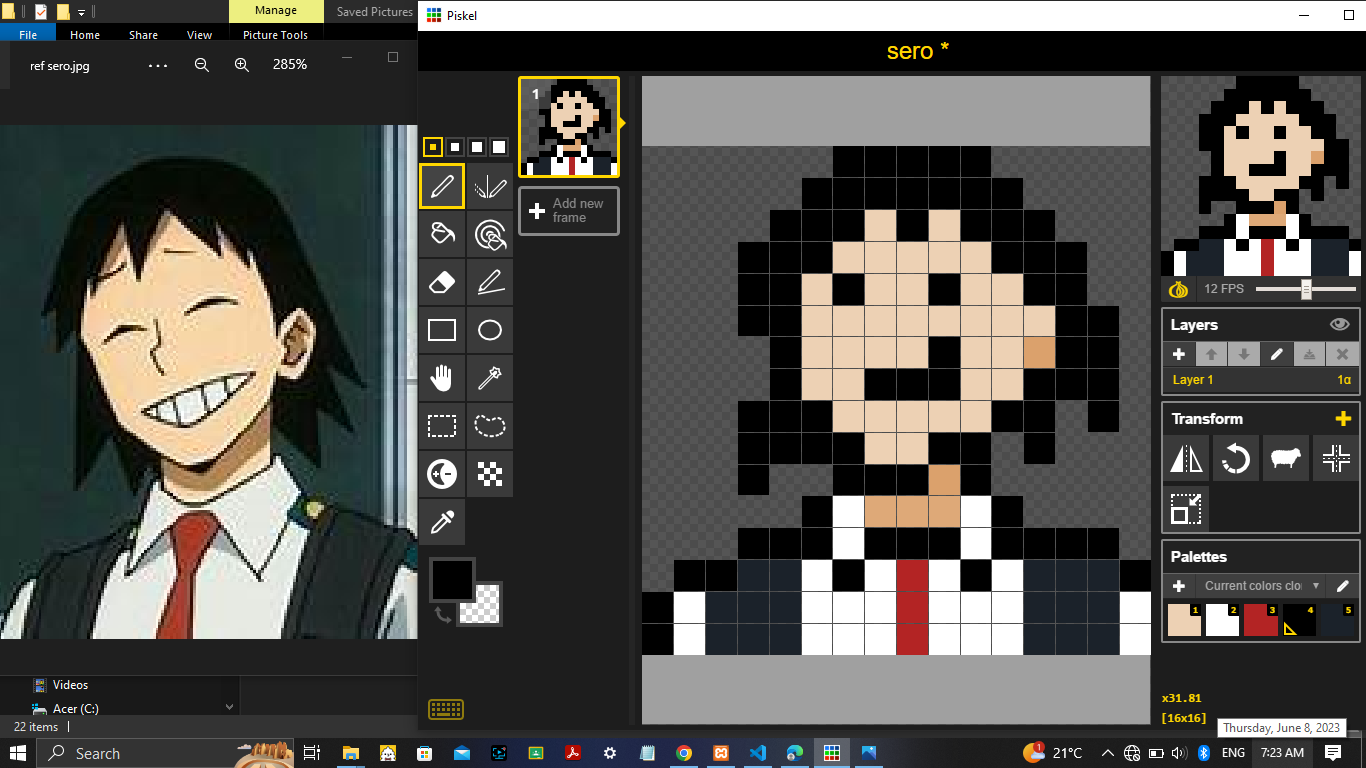 Manage
Saved Pictures
File
Home
Share
View
Picture Tools
ref sero.jpg
285%
Piskel
sero *
1
Add new
frame
12 FPS
Layers
Layer 1
1α
Transform
Palettes
Current colors clo
1
2
3
4
5
x31.81
[16x16]
Videos
Acer (C:)
22 items
Thursday, June 8, 2023
Search
1
21°C
ENG
7:23 AM